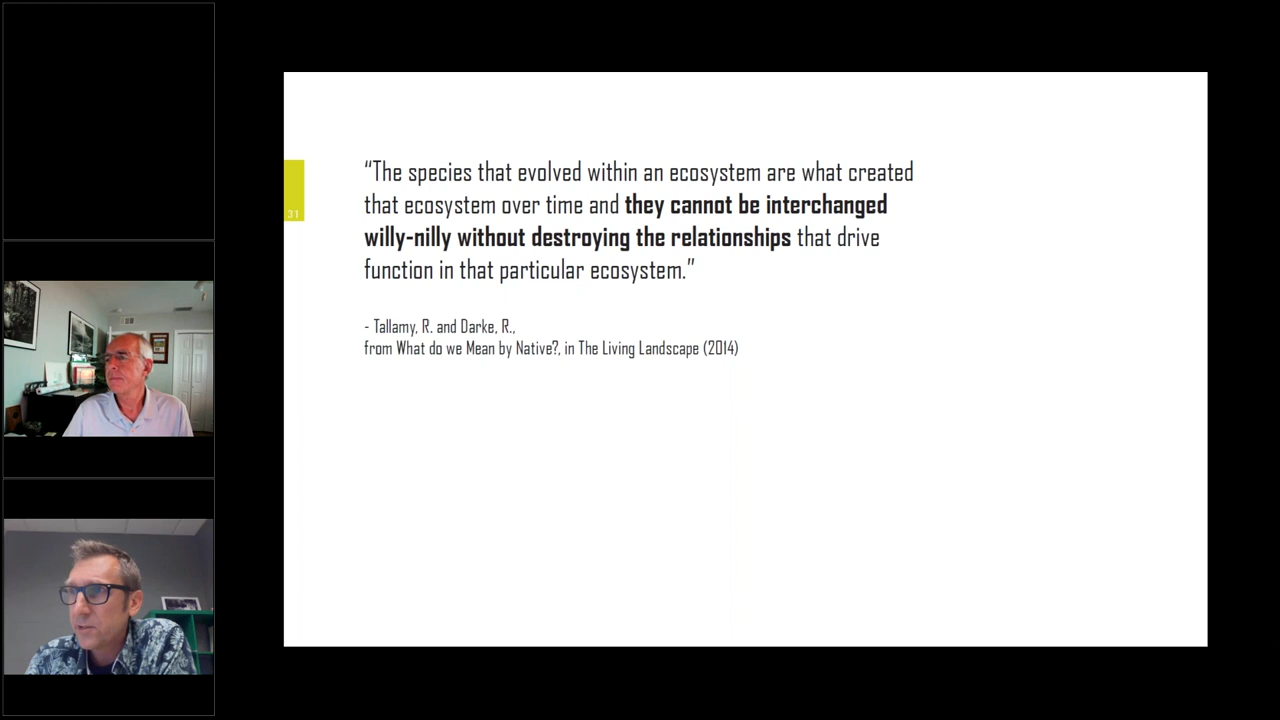 31
“The species that evolved within an ecosystem are what created
that ecosystem over time and they cannot be interchanged
willy-nilly without destroying the relationships that drive
function in that particular ecosystem.”
- Tallamy, R. and Darke, R.,
from What do we Mean by Native?, in The Living Landscape (2014)